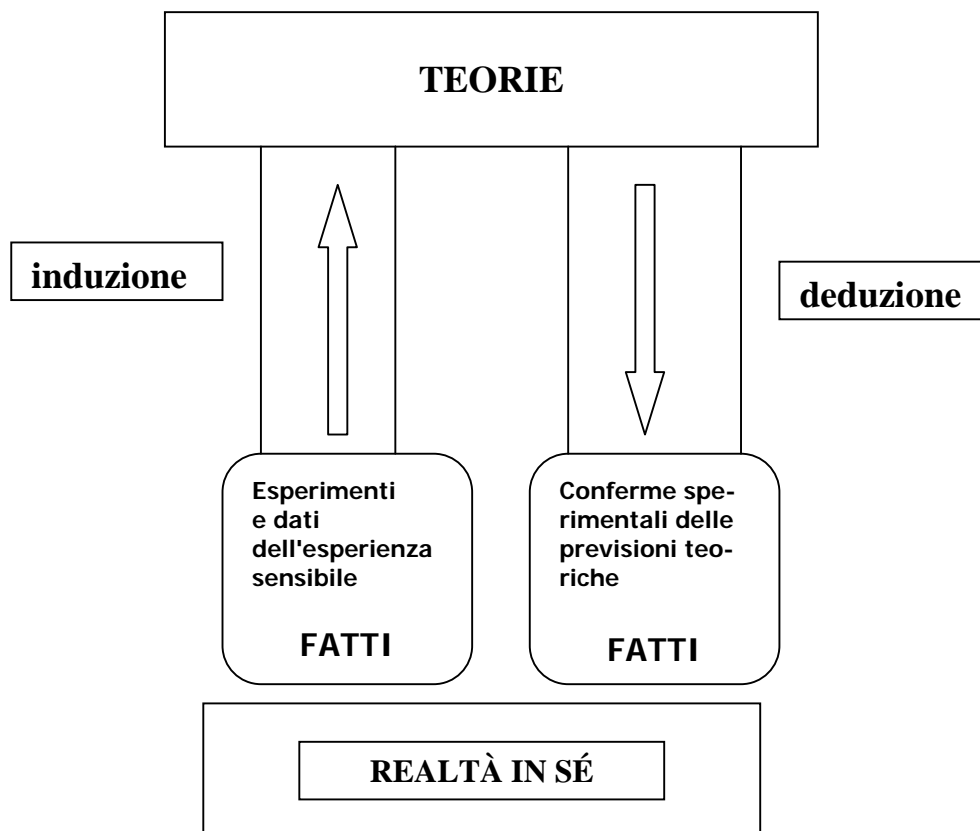 TEORIE
induzione
deduzione
Esperimenti
e dati
dell'esperienza
sensibile
FATTI
Conferme spe-
rimentali delle
previsioni teo-
riche
FATTI
REALTÀ IN SÉ